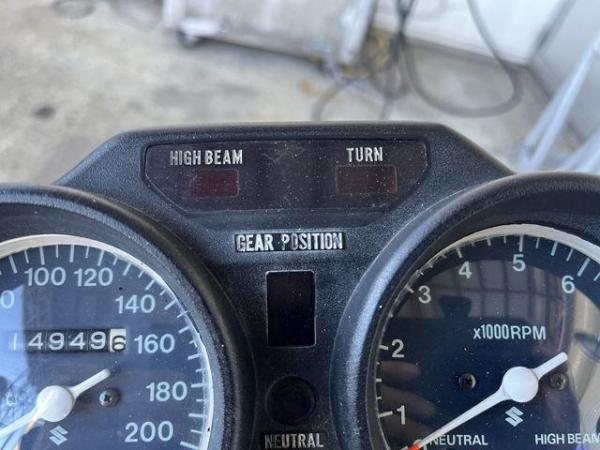 HIGH BEAM
TURN
GEAR POSITION
100 120
140
160
180
200
149496
5
4
6
3
x1000RPM
2
1
NEUTRAL
HIGH BEAM
NEUTRAL